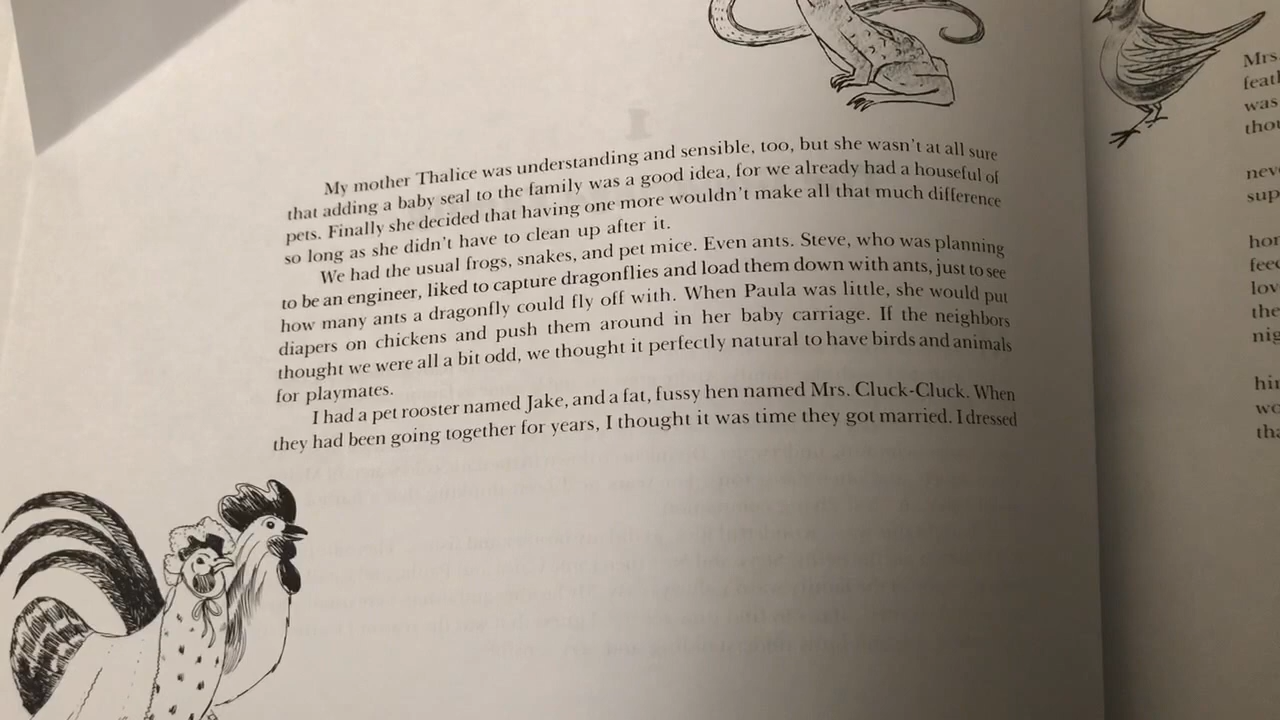 My mother Thalice was understanding and sensible, too, but she wasn't at all sure
that adding a baby seal to the family was a good idea, for we already had a houseful of
pets. Finally she decided that having one more wouldn't make all that much difference
so long as she didn't have to clean up after it.
We had the usual frogs, snakes, and pet mice. Even ants. Steve, who was planning
to be an engineer, liked to capture dragonflies and load them down with ants, just to see
how many ants a dragonfly could fly off with. When Paula was little, she would put
diapers on chickens and push them around in her baby carriage. If the neighbors
thought we were all a bit odd, we thought it perfectly natural to have birds and animals
for playmates.
I had a pet rooster named Jake, and a fat, fussy hen named Mrs. Cluck-Cluck. When
they had been going together for years, I thought it was time they got married. I dressed
Mrs.
was